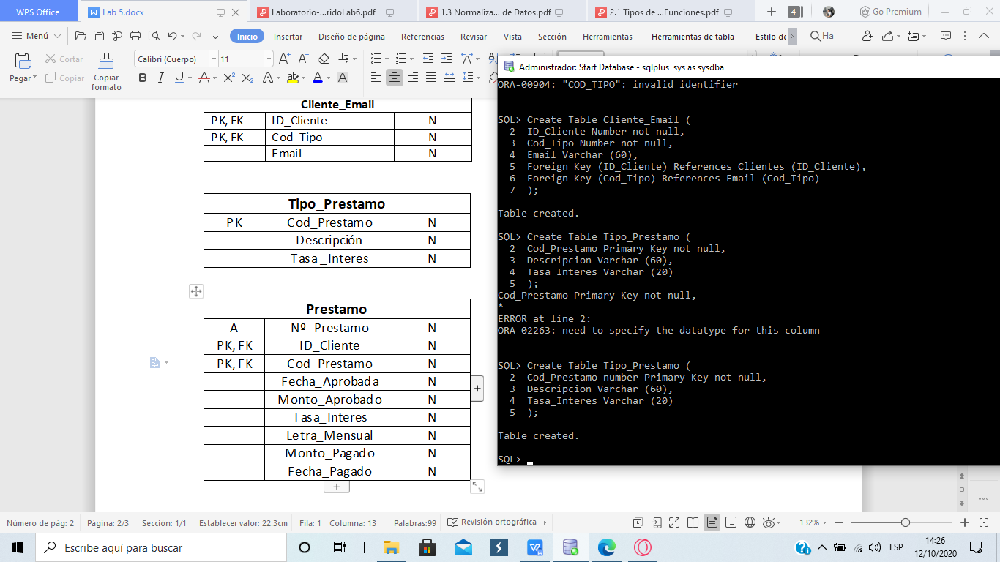 WPS Office
Lab 5.docx
Laboratorio-...ridoLab6.pdf
1.3 Normaliza... de Datos.pdf
2.1 Tipos de ...Funciones.pdf
4
Go Premium
Menú
Inicio
Insertar
Diseño de página
Referencias
Revisar
Vista
Sección
Herramientas
Herramientas de tabla
Estilo de
Ha
Pegar
Cortar
Copiar
Copiar formato
Calibri (Cuerpo)
11
Administrador: Start Database - sqlplus sys as sysdba
Cliente_Email
PK, FK ID_Cliente N
PK, FK Cod_Tipo N
Email N
Tipo_Prestamo
PK Cod_Prestamo N
Descripción N
Tasa _Interes N
Prestamo
A Nº_Prestamo N
PK, FK ID_Cliente N
PK, FK Cod_Prestamo N
Fecha_Aprobada N
Monto_Aprobado N
Tasa_Interes N
Letra_Mensual N
Monto_Pagado N
Fecha_Pagado N
ORA-00904: "COD_TIPO": invalid identifier
SQL> Create Table Cliente_Email (
2 ID_Cliente Number not null,
3 Cod_Tipo Number not null,
4 Email Varchar (60),
5 Foreign Key (ID_Cliente) References Clientes (ID_Cliente),
6 Foreign Key (Cod_Tipo) References Email (Cod_Tipo)
7 );
Table created.
SQL> Create Table Tipo_Prestamo (
2 Cod_Prestamo Primary Key not null,
3 Descripcion Varchar (60),
4 Tasa_Interes Varchar (20)
5 );
Cod_Prestamo Primary Key not null,
*
ERROR at line 2:
ORA-02263: need to specify the datatype for this column
SQL> Create Table Tipo_Prestamo (
2 Cod_Prestamo number Primary Key not null,
3 Descripcion Varchar (60),
4 Tasa_Interes Varchar (20)
5 );
Table created.
SQL>
Número de pág: 2
Página: 2/3
Sección: 1/1
Establecer valor: 22.3cm
Fila: 1
Columna: 13
Palabras:99
Revisión ortográfica
132%
Escribe aquí para buscar
ESP
14:26
12/10/2020